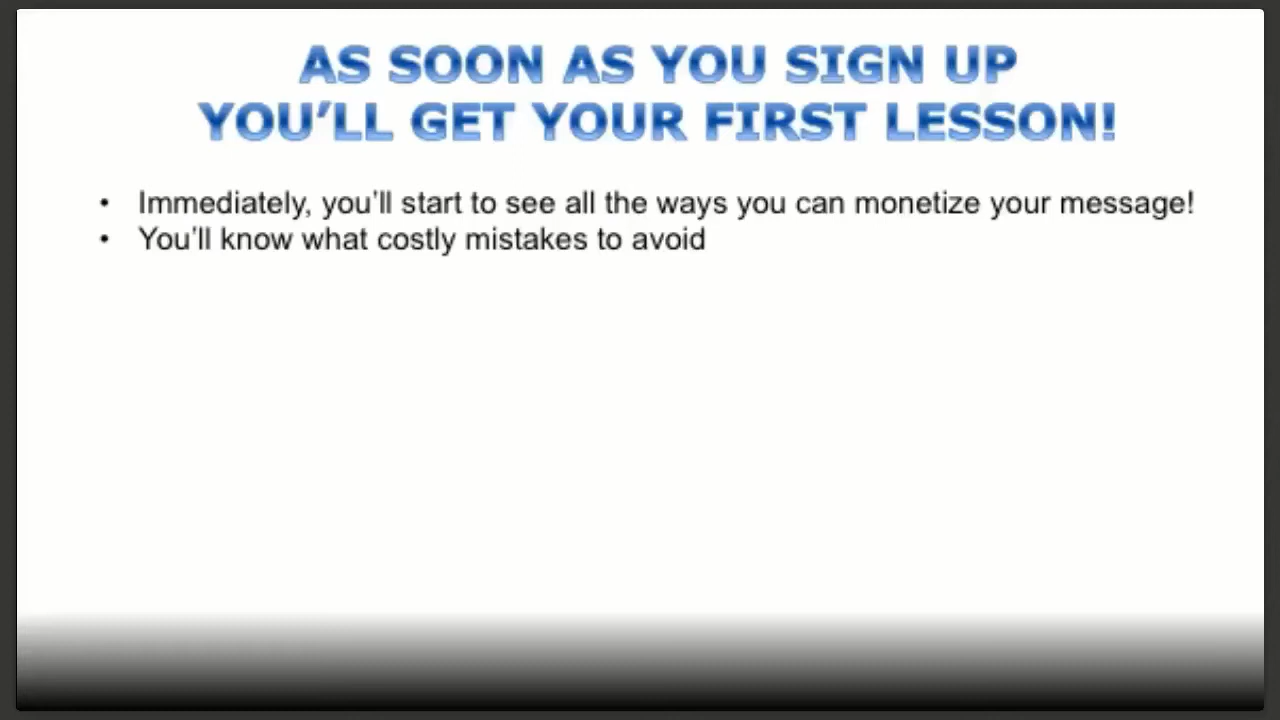 AS SOON AS YOU SIGN UP
YOU’LL GET YOUR FIRST LESSON!
• Immediately, you’ll start to see all the ways you can monetize your message!
• You’ll know what costly mistakes to avoid